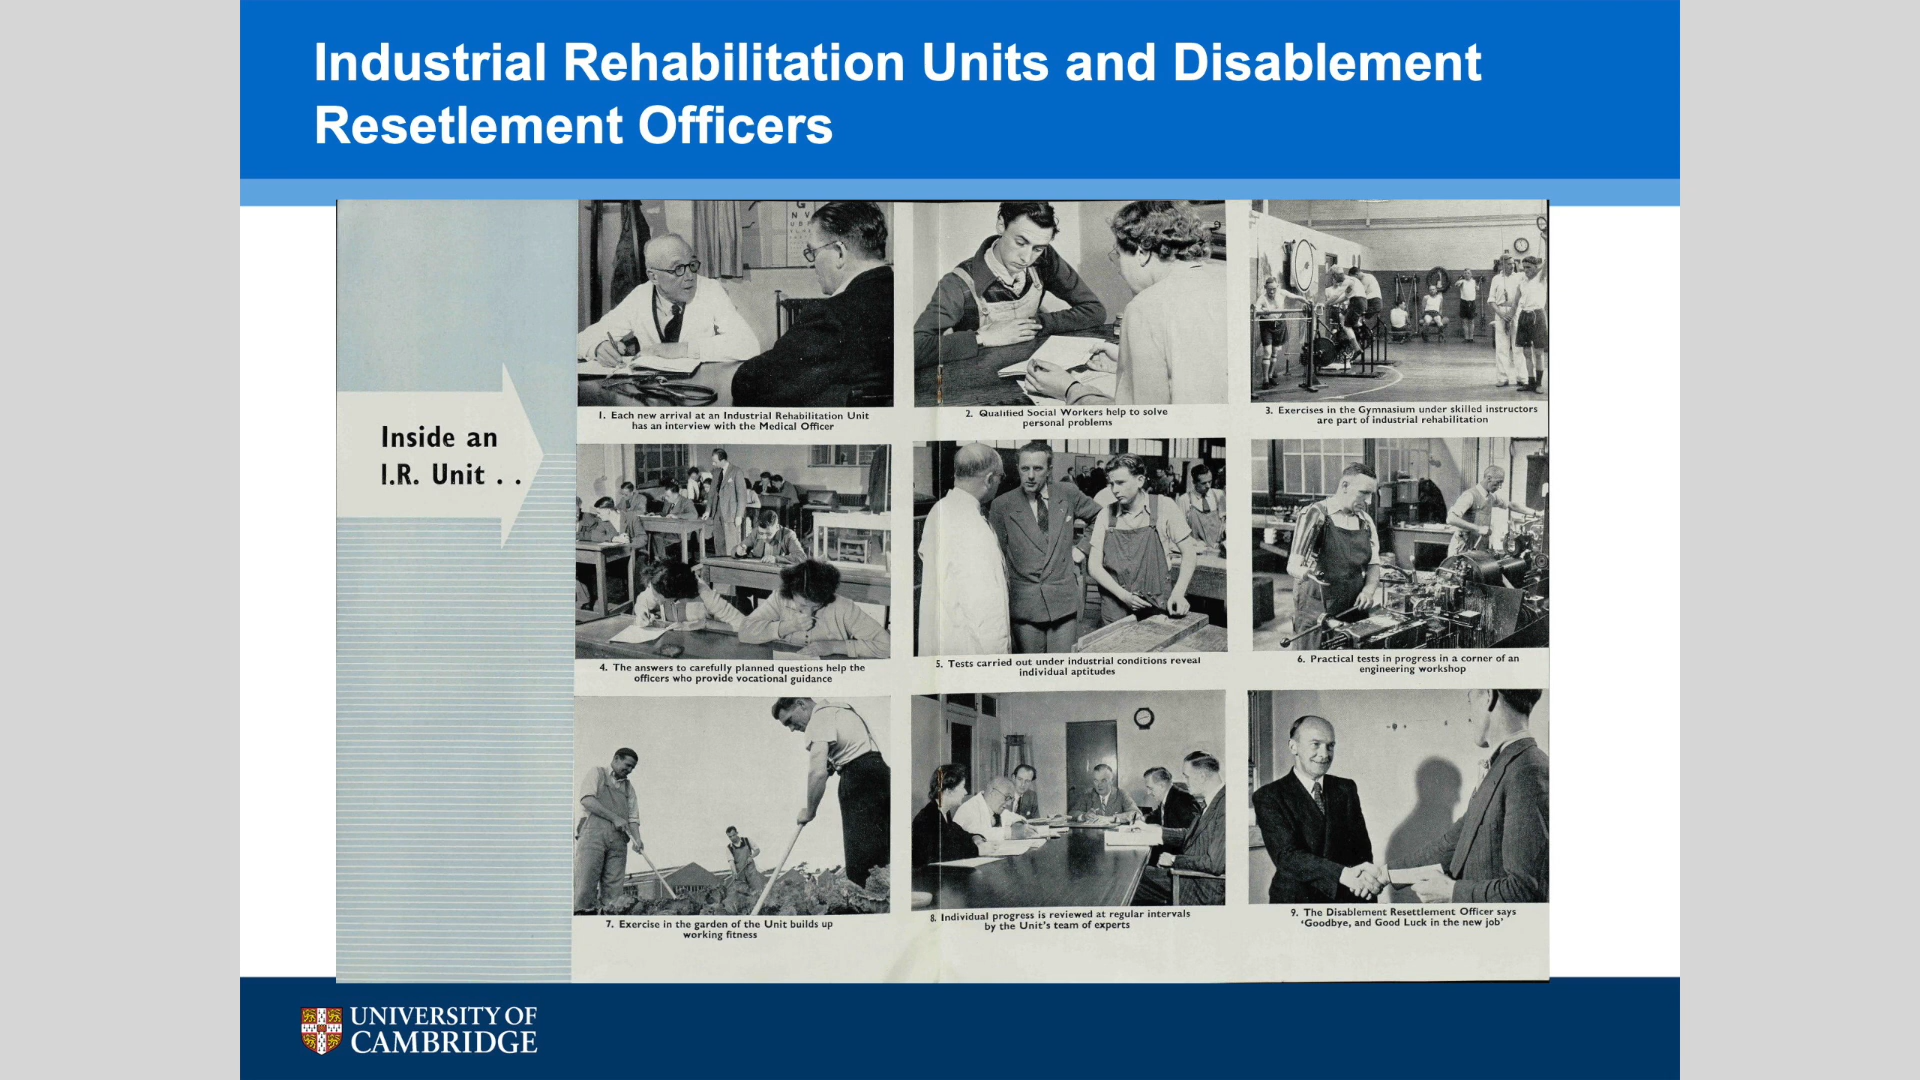 Industrial Rehabilitation Units and Disablement
Resetlement Officers
Inside an
I.R. Unit . .
1. Each new arrival at an Industrial Rehabilitation Unit
has an interview with the Medical Officer
2. Qualified Social Workers help to solve
personal problems
3. Exercises in the Gymnasium under skilled instructors
are part of industrial rehabilitation
4. The answers to carefully planned questions help the
officers who provide vocational guidance
5. Tests carried out under industrial conditions reveal
individual aptitudes
6. Practical tests in progress in a corner of an
engineering workshop
7. Exercise in the garden of the Unit builds up
working fitness
8. Individual progress is reviewed at regular intervals
by the Unit's team of experts
9. The Disablement Resettlement Officer says
'Goodbye, and Good Luck in the new job'
UNIVERSITY OF
CAMBRIDGE